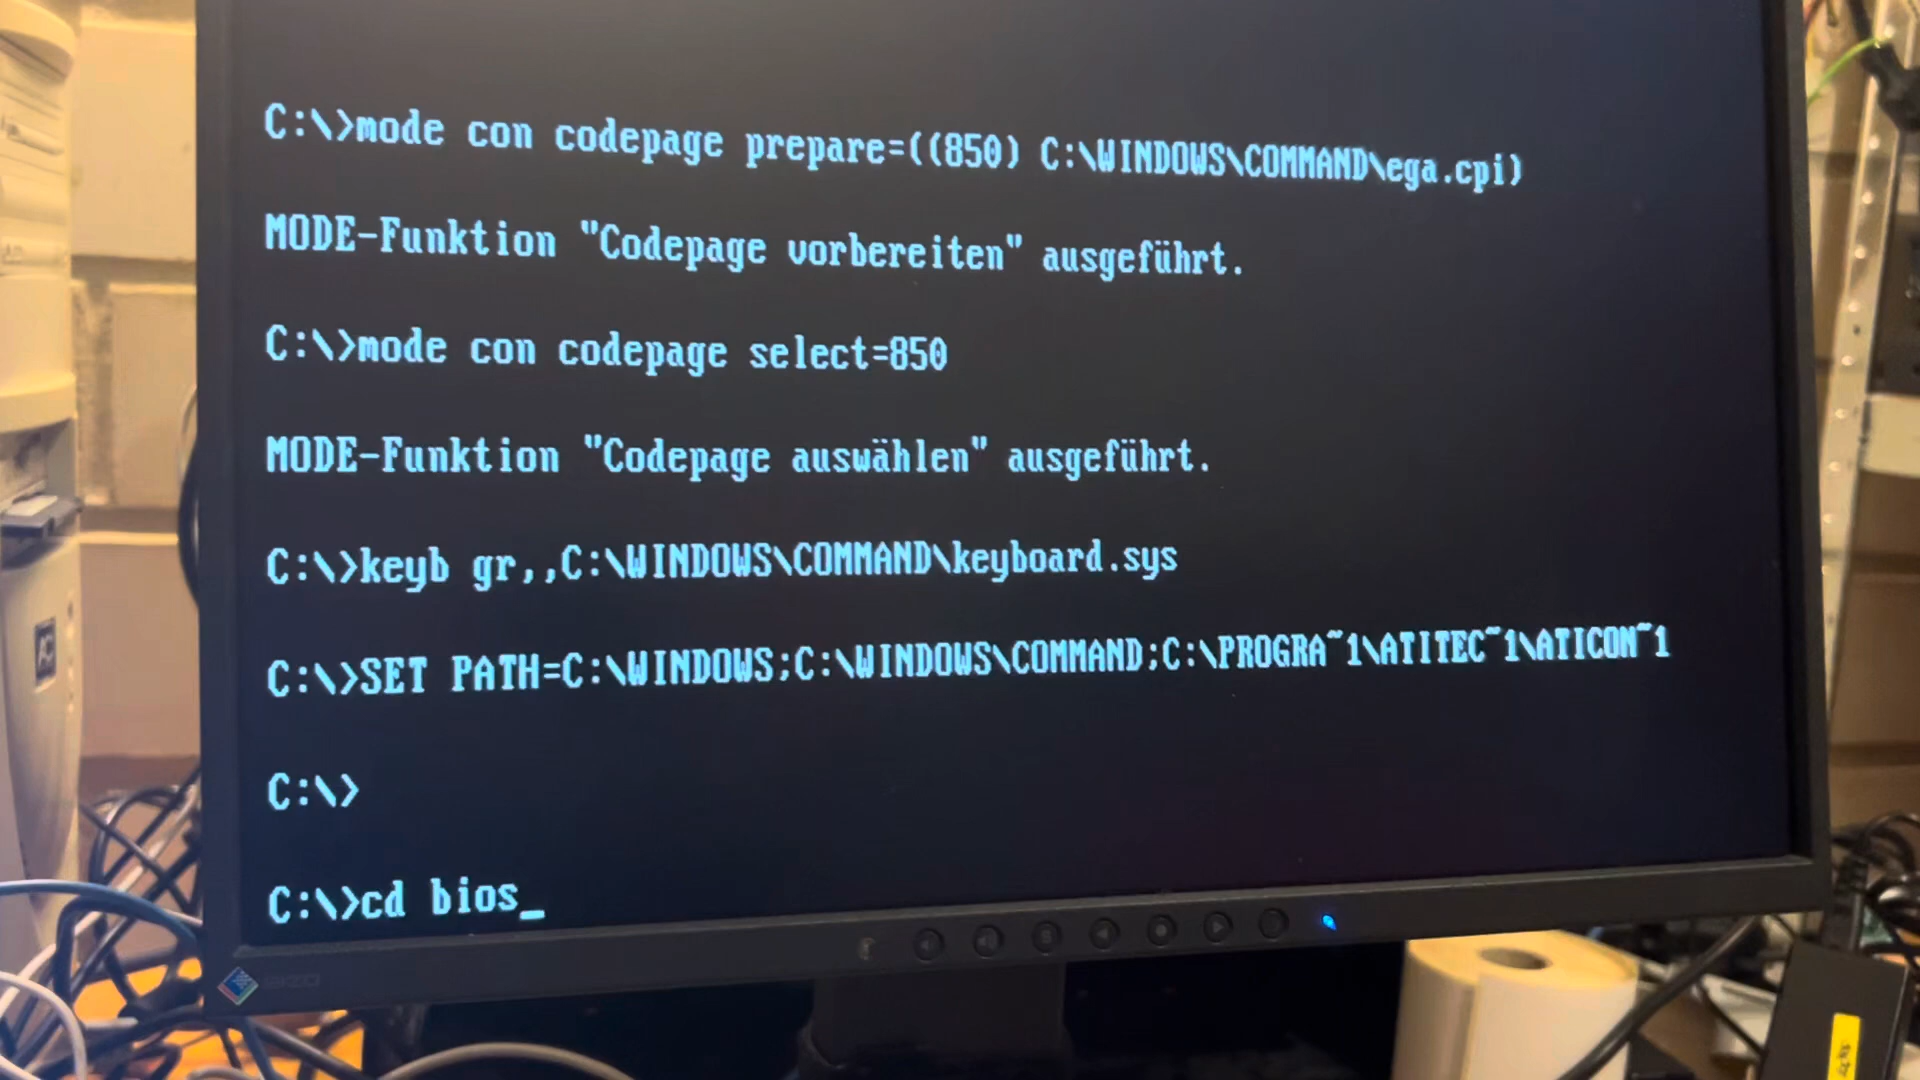 C:\>mode con codepage prepare=((850) C:\WINDOWS\COMMAND\ega.cpi)
MODE-Funktion "Codepage vorbereiten" ausgeführt.
C:\>mode con codepage select=850
MODE-Funktion "Codepage auswählen" ausgeführt.
C:\>keyb gr,,C:\WINDOWS\COMMAND\keyboard.sys
C:\>SET PATH=C:\WINDOWS;C:\WINDOWS\COMMAND;C:\PROGRA~1\ATITEC~1\ATICON~1
C:\>
C:\>cd bios_
EIZO